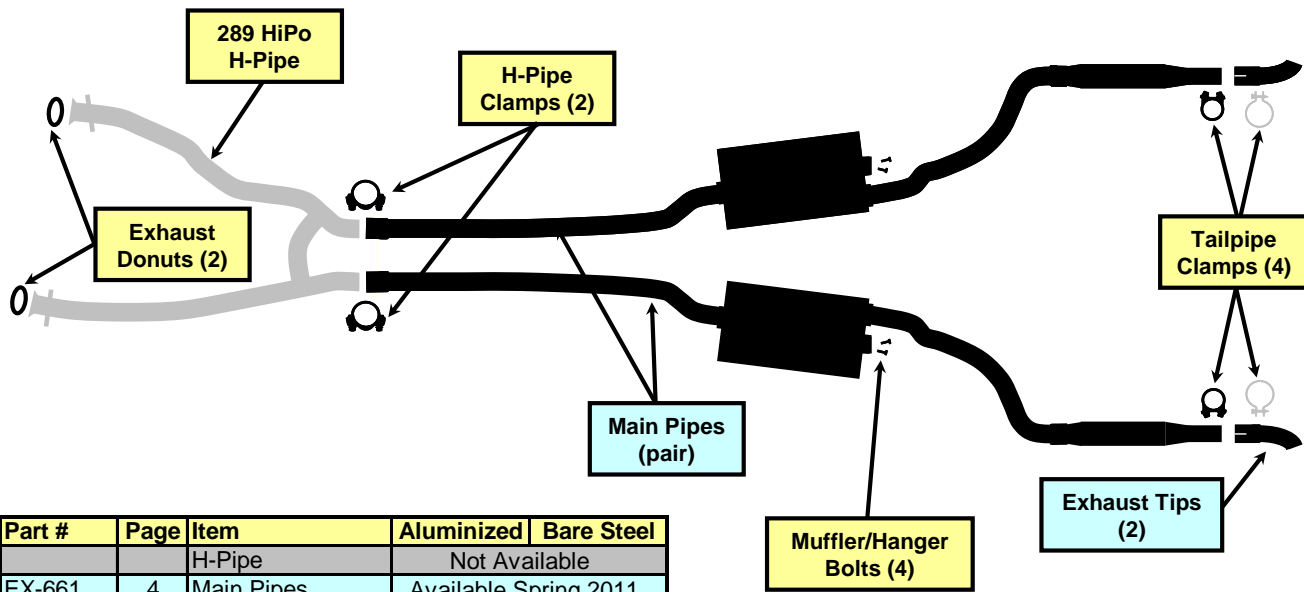 289 HiPo
H-Pipe
H-Pipe
Clamps (2)
Exhaust
Donuts (2)
Tailpipe
Clamps (4)
Main Pipes
(pair)
Exhaust Tips
(2)
Muffler/Hanger
Bolts (4)
Part # Page Item Aluminized Bare Steel
H-Pipe Not Available
EX-661 4 Main Pipes Available Spring 2011